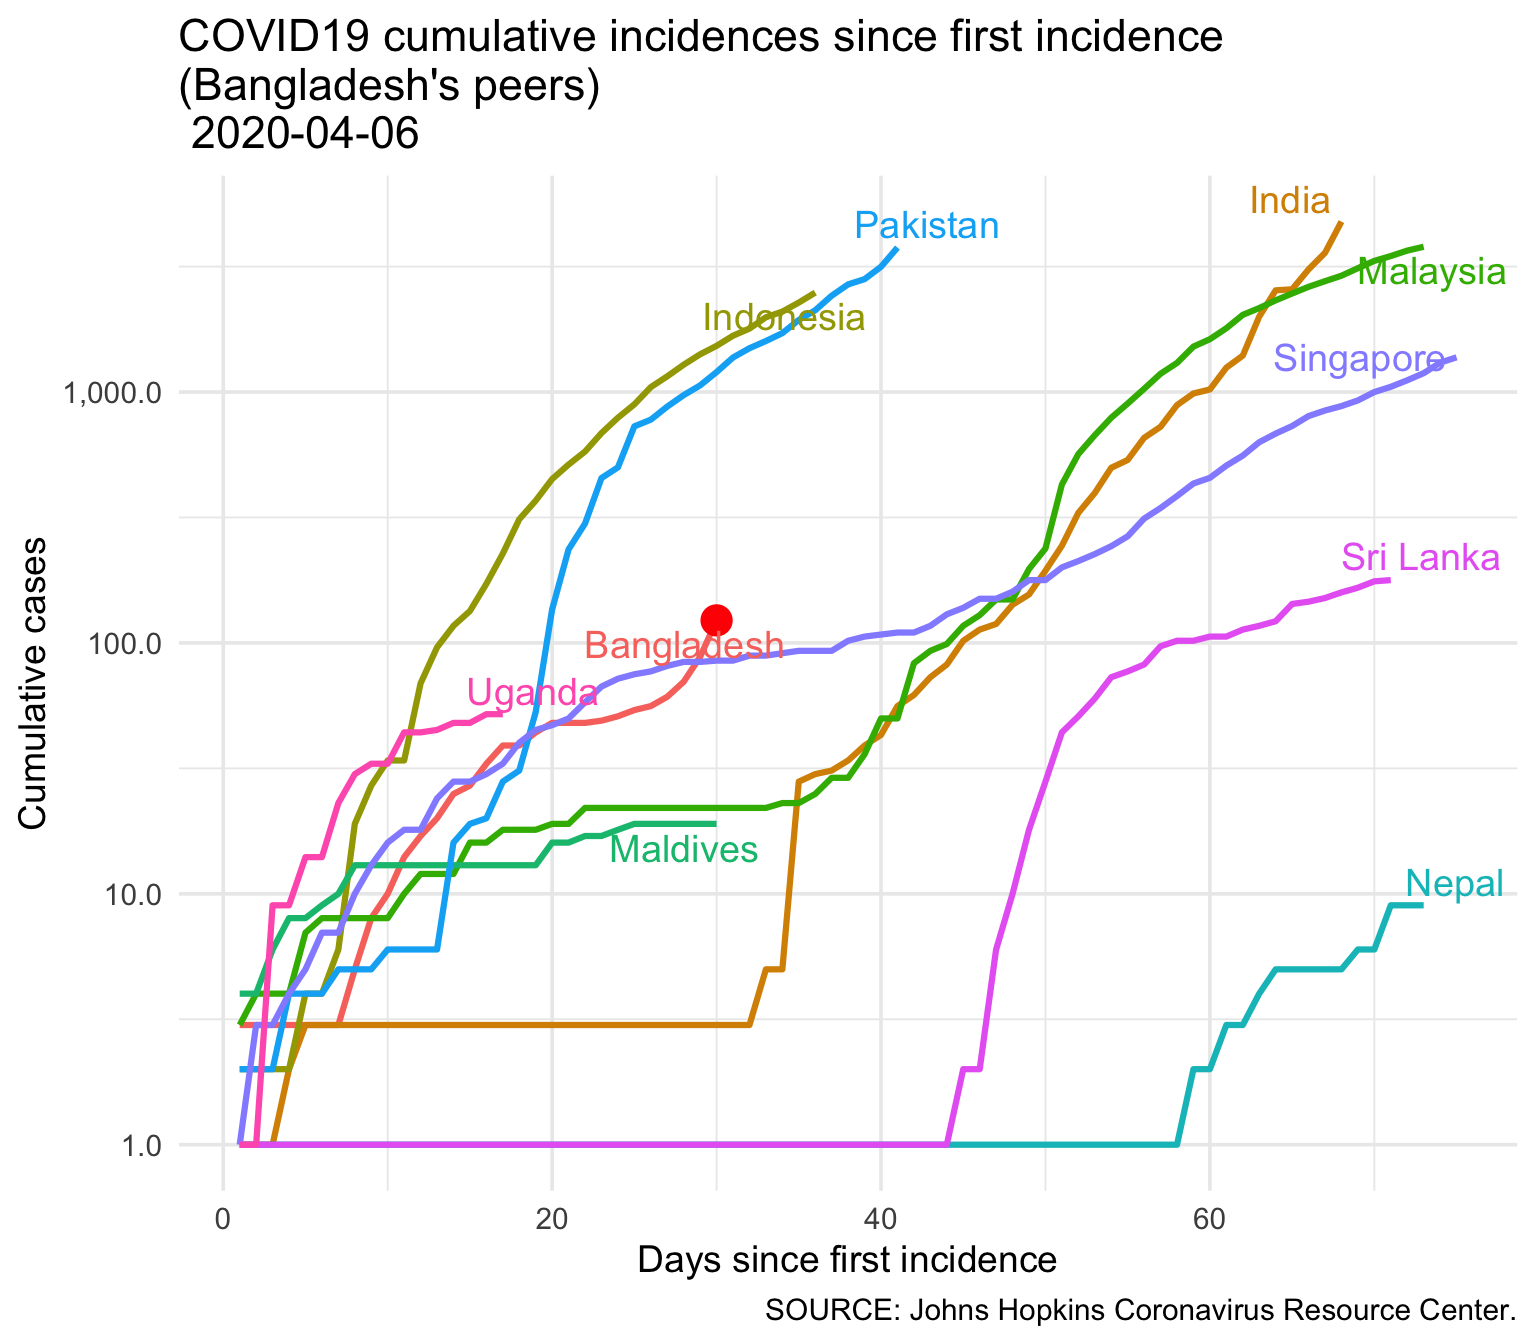 COVID19 cumulative incidences since first incidence
(Bangladesh's peers)
2020-04-06
India
Pakistan
Malaysia
Indonesia
Singapore
1,000.0
Sri Lanka
Cumulative cases
100.0
Bangladesh
Uganda
Maldives
Nepal
10.0
1.0
0 20 40 60
Days since first incidence
SOURCE: Johns Hopkins Coronavirus Resource Center.